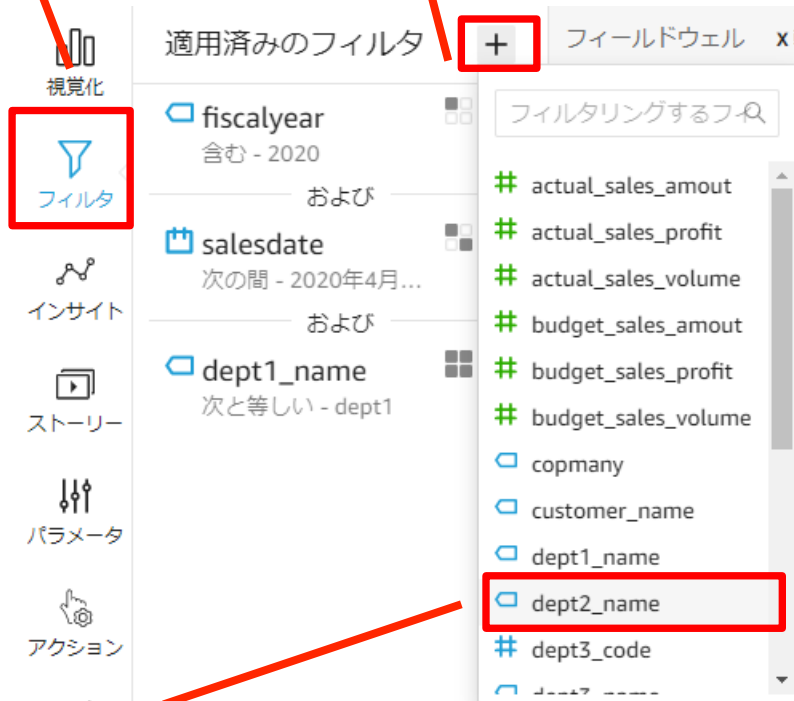 視覚化
フィルタ
インサイト
ストーリー
パラメータ
アクション
適用済みのフィルタ
+
フィールドウェル
x
fiscalyear
含む - 2020
および
salesdate
次の間 - 2020年4月...
および
dept1_name
次と等しい - dept1
フィルタリングするフィ
actual_sales_amout
actual_sales_profit
actual_sales_volume
budget_sales_amout
budget_sales_profit
budget_sales_volume
copmany
customer_name
dept1_name
dept2_name
dept3_code
dept3_name